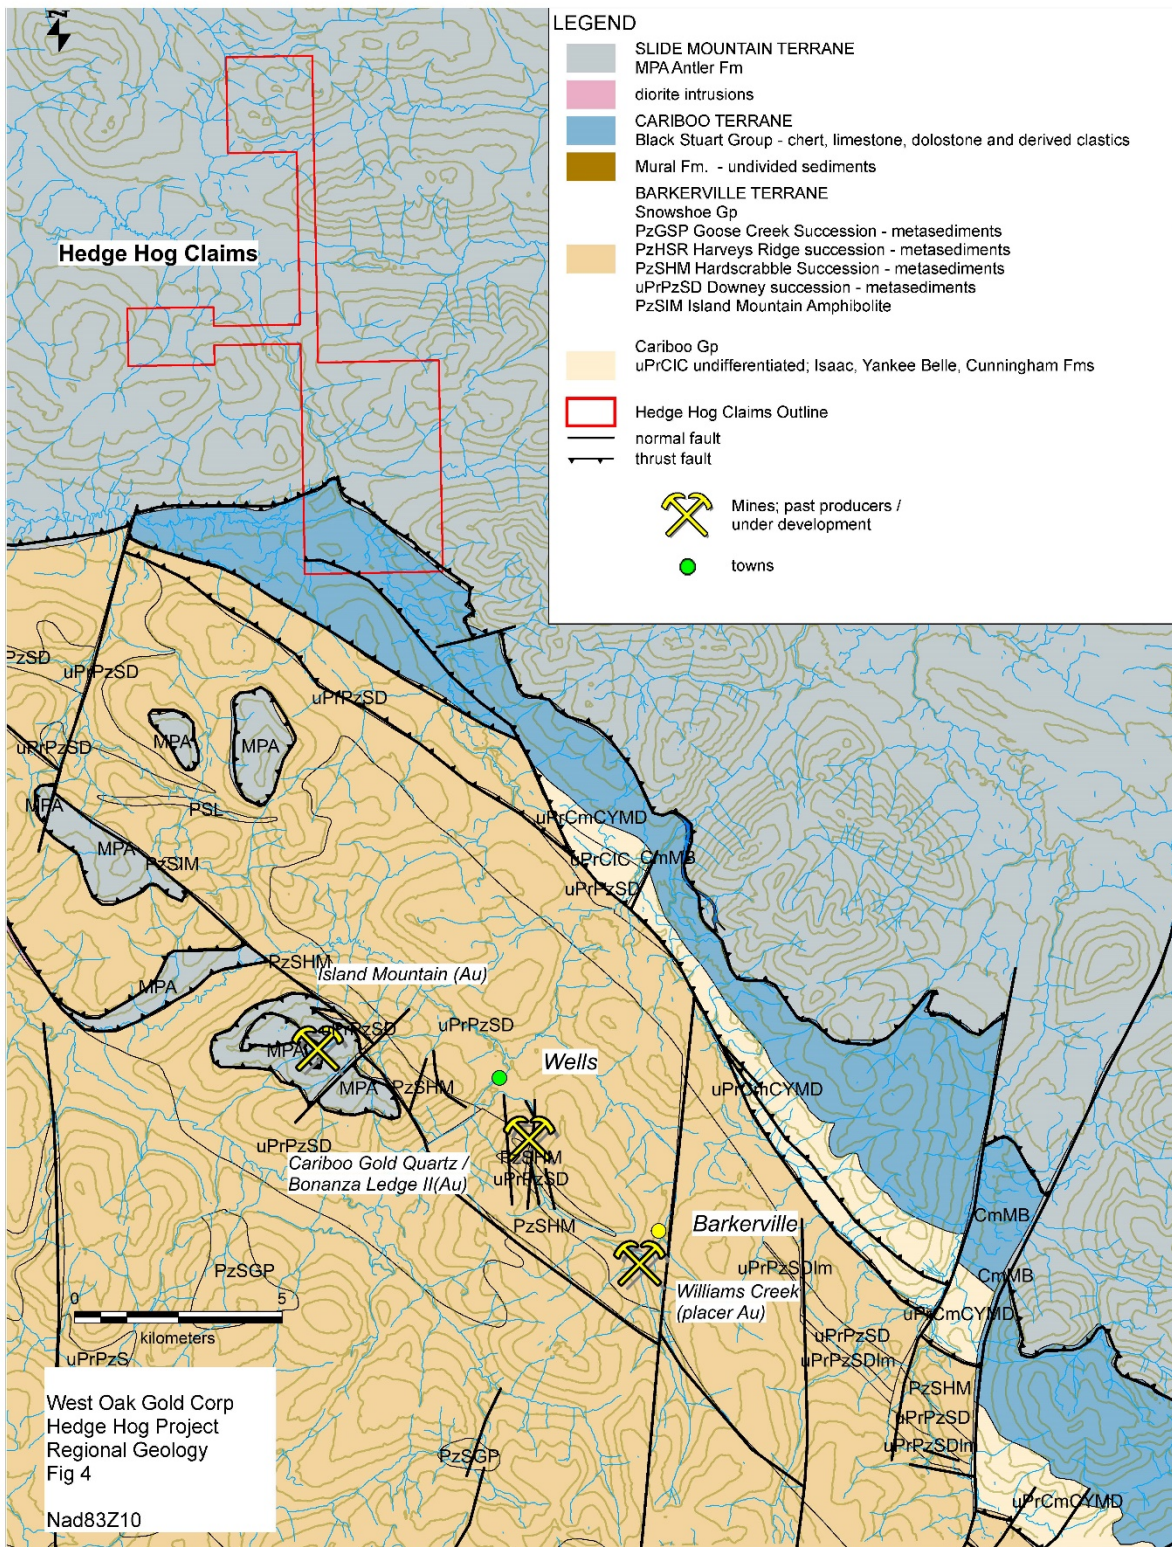 N
LEGEND
SLIDE MOUNTAIN TERRANE
MPA Antler Fm
diorite intrusions
CARIBOO TERRANE
Black Stuart Group - chert, limestone, dolostone and derived clastics
Mural Fm. - undivided sediments
BARKERVILLE TERRANE
Snowshoe Gp
PzGSP Goose Creek Succession - metasediments
PzHSR Harveys Ridge succession - metasediments
PzSHM Hardscrabble Succession - metasediments
uPrPzSD Downey succession - metasediments
PzSIM Island Mountain Amphibolite
Cariboo Gp
uPrCIC undifferentiated; Isaac, Yankee Belle, Cunningham Fms
Hedge Hog Claims Outline
normal fault
thrust fault
Mines; past producers /
under development
towns
Hedge Hog Claims
PzSD
uPrPzSD
uPrPzSD
MPA
MPA
uPrPzSD
MPA
PSL
MPA
PzSIM
uPrCmCYMD
uPrCIC
CmMB
uPrPzSD
PzSHM
Island Mountain (Au)
MPA
uPrPzSD
uPrPzSD
MPA
Wells
MPA
PzSHM
uPrCmCYMD
uPrPzSD
Cariboo Gold Quartz /
Bonanza Ledge II(Au)
PzSHM
uPrPzSD
PzSHM
Barkerville
CmMB
PzSGP
uPrPzSDlm
CmMB
Williams Creek
(placer Au)
uPrCmCYMD
0
5
kilometers
uPrPzSD
uPrPzSDlm
uPrPzS
PzSHM
uPrPzSD
uPrPzSDlm
PzSGP
uPrCmCYMD
West Oak Gold Corp
Hedge Hog Project
Regional Geology
Fig 4
Nad83Z10